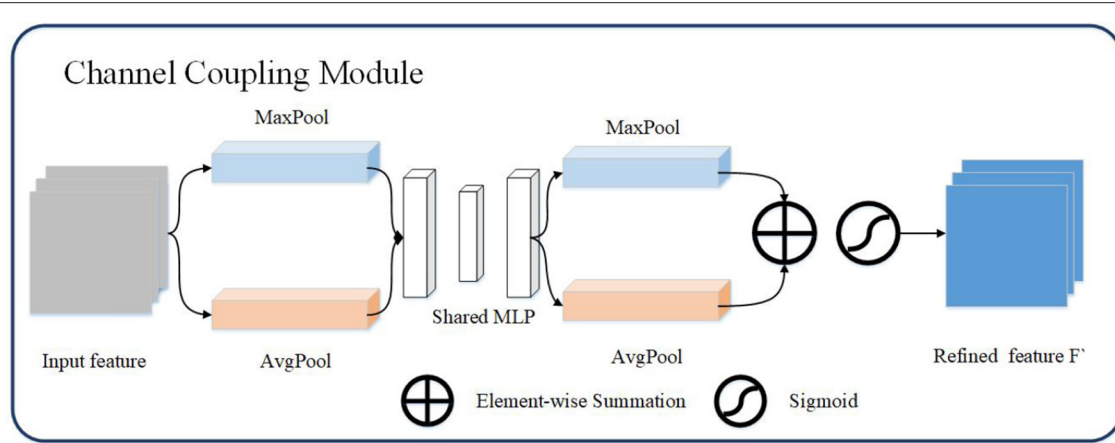 Channel Coupling Module
MaxPool
MaxPool
Shared MLP
Input feature
AvgPool
AvgPool
Refined feature F`
Element-wise Summation
Sigmoid